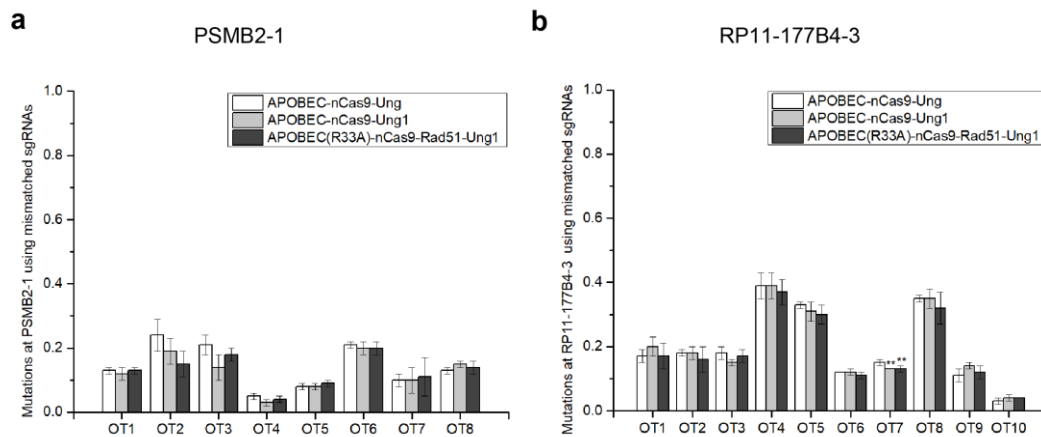 a
PSMB2-1
Mutations at PSMB2-1 using mismatched sgRNAs
1.0
0.8
0.6
0.4
0.2
0.0
APOBEC-nCas9-Ung
APOBEC-nCas9-Ung1
APOBEC(R33A)-nCas9-Rad51-Ung1
OT1 OT2 OT3 OT4 OT5 OT6 OT7 OT8
b
RP11-177B4-3
Mutations at RP11-177B4-3 using mismatched sgRNAs
1.0
0.8
0.6
0.4
0.2
0.0
APOBEC-nCas9-Ung
APOBEC-nCas9-Ung1
APOBEC(R33A)-nCas9-Rad51-Ung1
** **
OT1 OT2 OT3 OT4 OT5 OT6 OT7 OT8 OT9 OT10